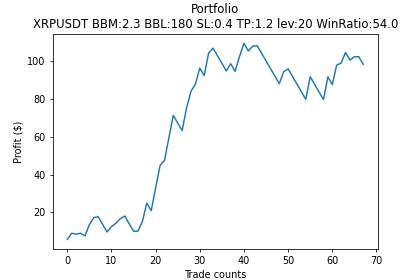 Portfolio
XRPUSDT BBM:2.3 BBL:180 SL:0.4 TP:1.2 lev:20 WinRatio:54.0
100
80
60
40
20
Profit ($)
0 10 20 30 40 50 60 70
Trade counts